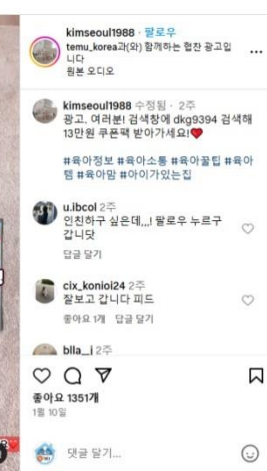 kimseoul1988 · 팔로우
temu_korea과(와) 함께하는 협찬 광고입
니다
원본 오디오
kimseoul1988 수정됨 · 2주
광고. 여러분! 검색창에 dkg9394 검색해
13만원 쿠폰팩 받아가세요!❤️
#육아정보 #육아소통 #육아꿀팁 #육아
템 #육아맘 #아이가있는집
u.ibcol 2주
인친하구 싶은데,,,! 팔로우 누르구
갑니닷
답글 달기
cix_konioi24 2주
잘보고 갑니다 피드
좋아요 1개 답글 달기
blla__i 2주
좋아요 1351개
1월 10일
댓글 달기...